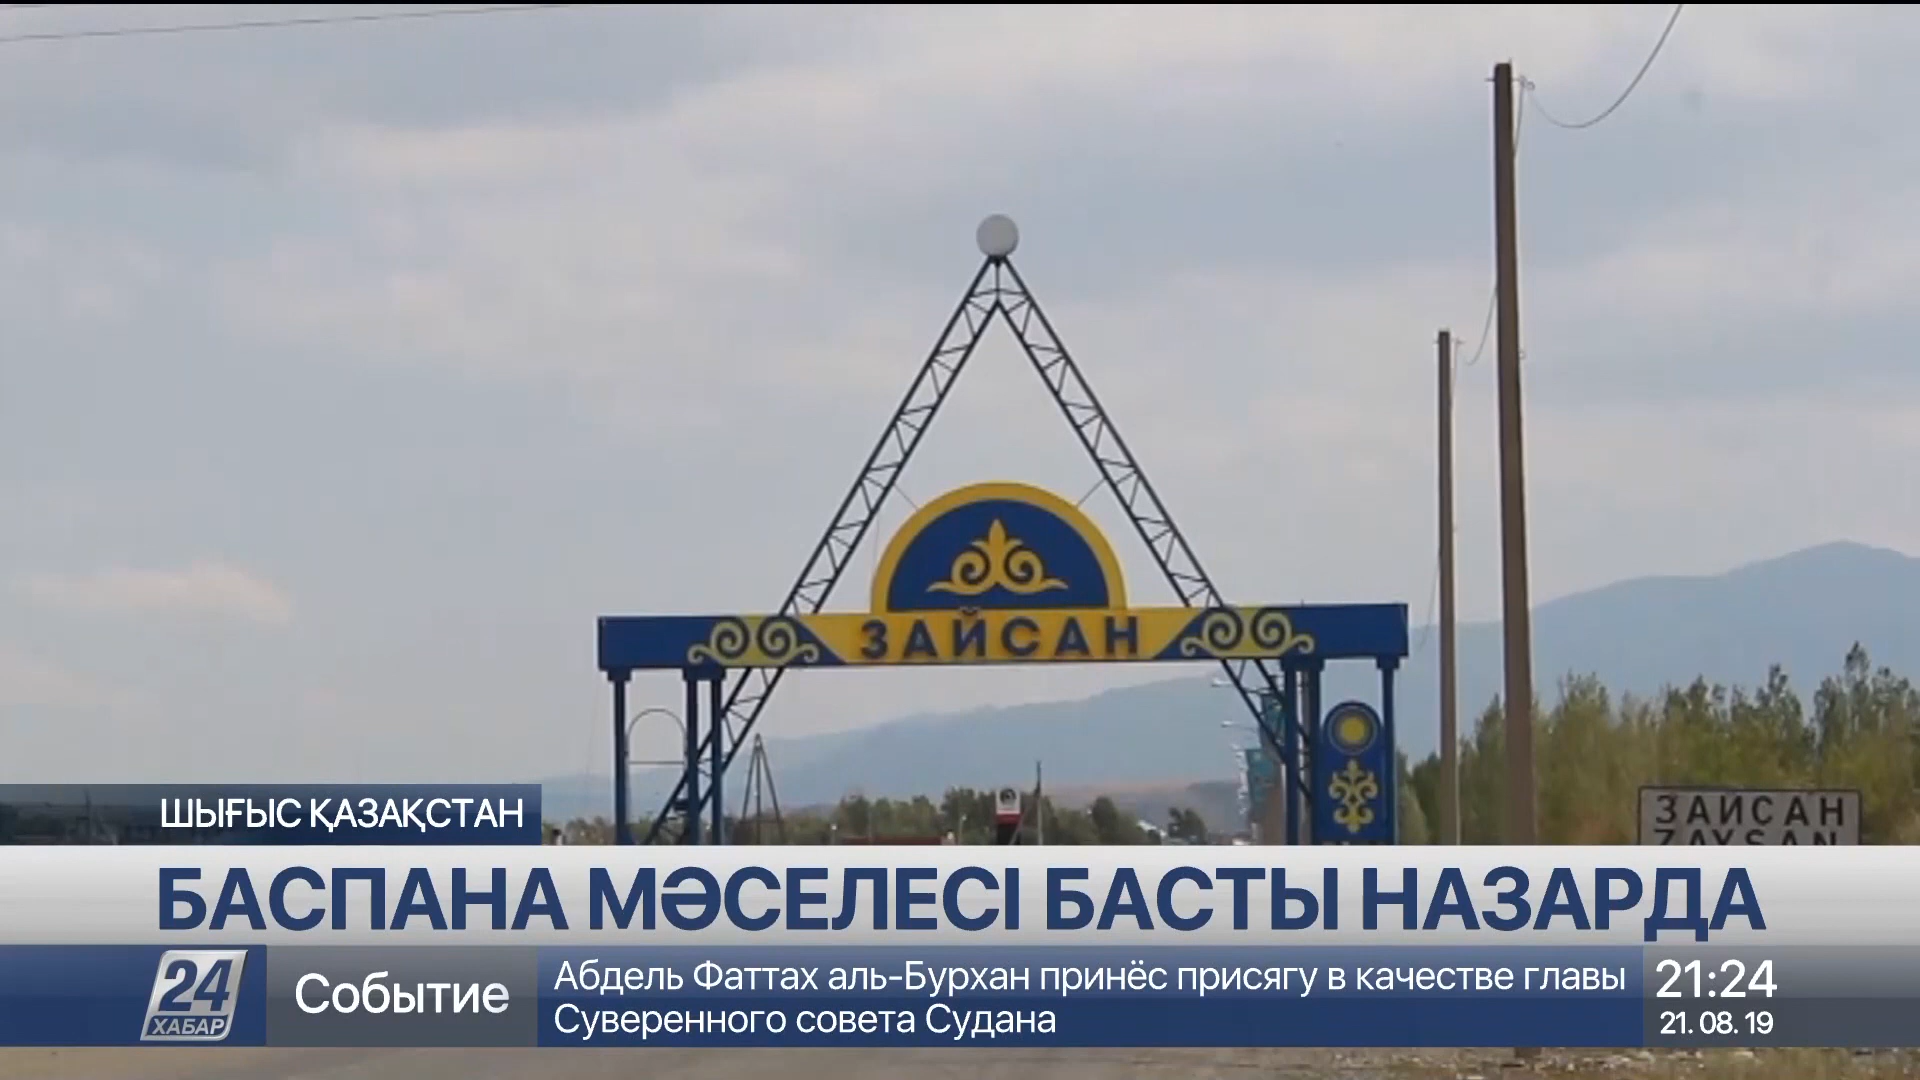 ЗАЙСАН
ЗАЙСАН
ZAYSAN
ШЫҒЫС ҚАЗАҚСТАН
БАСПАНА МӘСЕЛЕСІ БАСТЫ НАЗАРДА
24
ХАБАР
Событие
Абдель Фаттах аль-Бурхан принёс присягу в качестве главы
Суверенного совета Судана
21:24
21. 08. 19